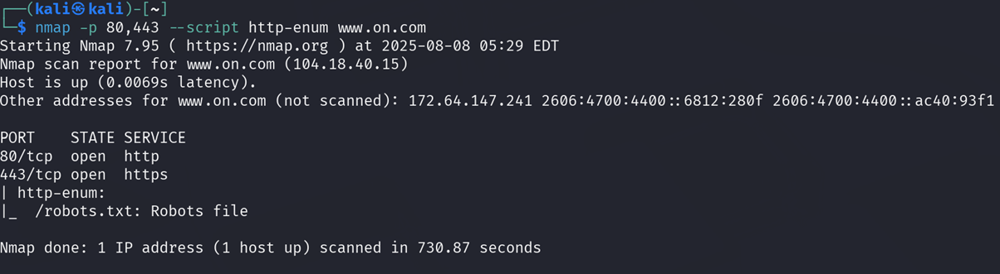 ┌──(kali㉿kali)-[~]
└─$ nmap -p 80,443 --script http-enum www.on.com
Starting Nmap 7.95 ( https://nmap.org ) at 2025-08-08 05:29 EDT
Nmap scan report for www.on.com (104.18.40.15)
Host is up (0.0069s latency).
Other addresses for www.on.com (not scanned): 172.64.147.241 2606:4700:4400::6812:280f 2606:4700:4400::ac40:93f1
PORT    STATE SERVICE
80/tcp  open  http
443/tcp open  https
| http-enum:
|_  /robots.txt: Robots file
Nmap done: 1 IP address (1 host up) scanned in 730.87 seconds